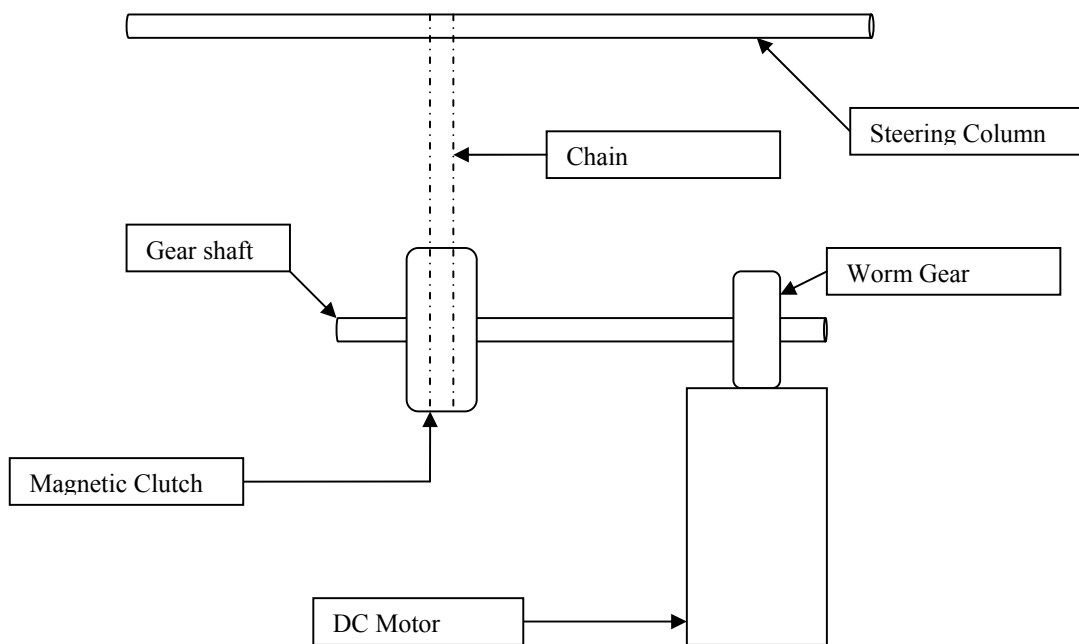 Steering Column
Chain
Gear shaft
Worm Gear
Magnetic Clutch
DC Motor